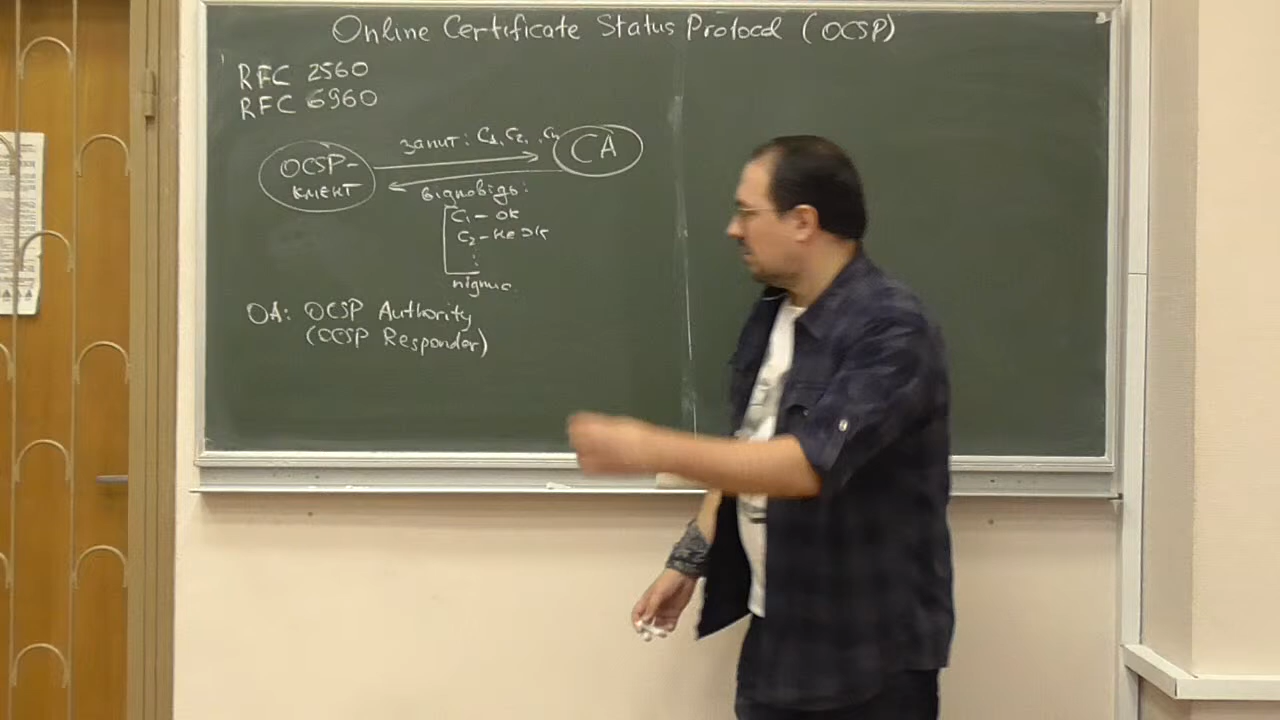 Online Certificate Status Protocol (OCSP)
RFC 2560
RFC 6960
запит: C1, C2, , Cn
OCSP-
клієнт
CA
відповідь:
C1 – ok
C2 – не ok
⋮
підпис
OA: OCSP Authority
(OCSP Responder)